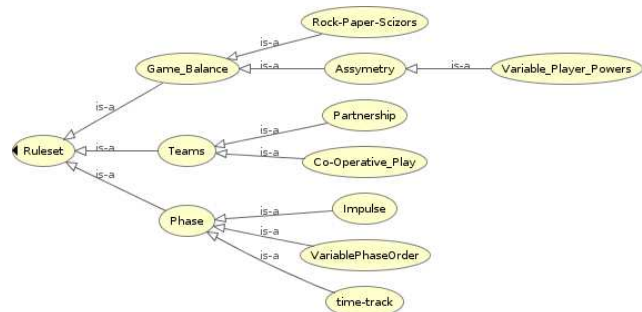 Rock-Paper-Scizors
is-a
Game_Balance
is-a
Assymetry
is-a
Variable_Player_Powers
is-a
Partnership
is-a
Ruleset
is-a
Teams
is-a
Co-Operative_Play
is-a
Impulse
Phase
is-a
is-a
VariablePhaseOrder
is-a
time-track